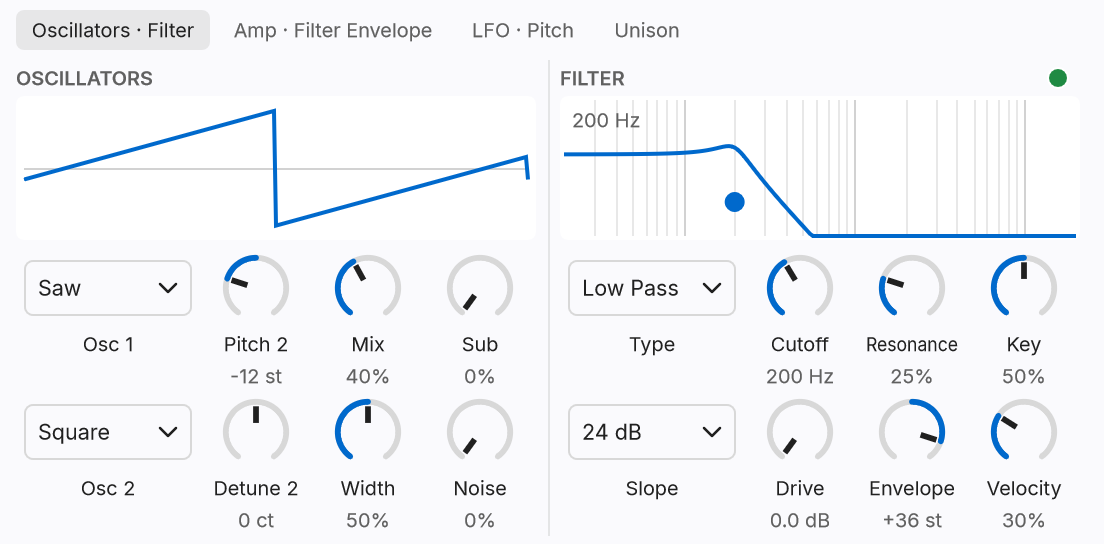 Oscillators · Filter
Amp · Filter Envelope
LFO · Pitch
Unison
OSCILLATORS
FILTER
200 Hz
Saw
Osc 1
Pitch 2
-12 st
Mix
40%
Sub
0%
Low Pass
Type
Cutoff
200 Hz
Resonance
25%
Key
50%
Square
Osc 2
Detune 2
0 ct
Width
50%
Noise
0%
24 dB
Slope
Drive
0.0 dB
Envelope
+36 st
Velocity
30%